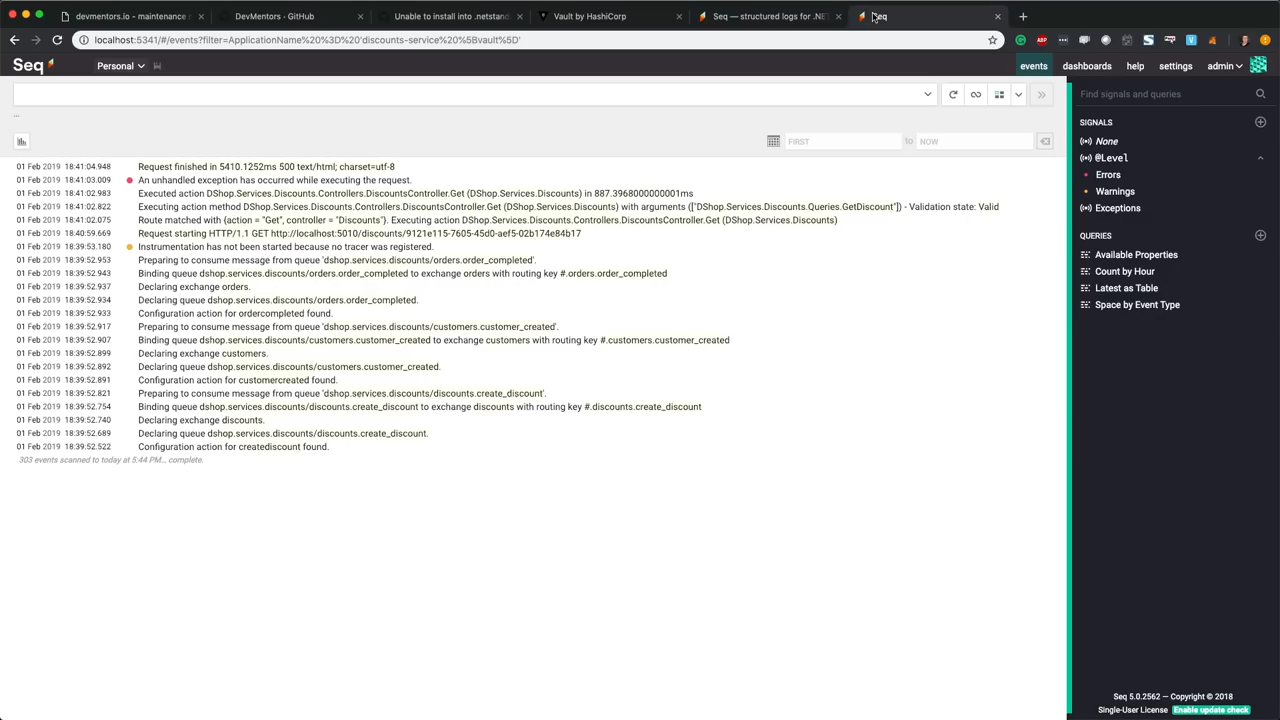 devmentors.io - maintenance
DevMentors · GitHub
Unable to install into .netstand
Vault by HashiCorp
Seq — structured logs for .NET
Seq
localhost:5341/#/events?filter=ApplicationName%20%3D%20'discounts-service%20%5Bvault%5D'
ABP
Seq
Personal
events
dashboards
help
settings
admin
Find signals and queries
...
FIRST
to
NOW
SIGNALS
None
@Level
Errors
Warnings
Exceptions
QUERIES
Available Properties
Count by Hour
Latest as Table
Space by Event Type
01 Feb 2019 18:41:04.948 Request finished in 5410.1252ms 500 text/html; charset=utf-8
01 Feb 2019 18:41:03.009 An unhandled exception has occurred while executing the request.
01 Feb 2019 18:41:02.983 Executed action DShop.Services.Discounts.Controllers.DiscountsController.Get (DShop.Services.Discounts) in 887.3968000000001ms
01 Feb 2019 18:41:02.822 Executing action method DShop.Services.Discounts.Controllers.DiscountsController.Get (DShop.Services.Discounts) with arguments (["DShop.Services.Discounts.Queries.GetDiscount"]) - Validation state: Valid
01 Feb 2019 18:41:02.075 Route matched with {action = "Get", controller = "Discounts"}. Executing action DShop.Services.Discounts.Controllers.DiscountsController.Get (DShop.Services.Discounts)
01 Feb 2019 18:40:59.669 Request starting HTTP/1.1 GET http://localhost:5010/discounts/9121e115-7605-45d0-aef5-02b174e84b17
01 Feb 2019 18:39:53.180 Instrumentation has not been started because no tracer was registered.
01 Feb 2019 18:39:52.953 Preparing to consume message from queue 'dshop.services.discounts/orders.order_completed'.
01 Feb 2019 18:39:52.943 Binding queue dshop.services.discounts/orders.order_completed to exchange orders with routing key #.orders.order_completed
01 Feb 2019 18:39:52.937 Declaring exchange orders.
01 Feb 2019 18:39:52.934 Declaring queue dshop.services.discounts/orders.order_completed.
01 Feb 2019 18:39:52.933 Configuration action for ordercompleted found.
01 Feb 2019 18:39:52.917 Preparing to consume message from queue 'dshop.services.discounts/customers.customer_created'.
01 Feb 2019 18:39:52.907 Binding queue dshop.services.discounts/customers.customer_created to exchange customers with routing key #.customers.customer_created
01 Feb 2019 18:39:52.899 Declaring exchange customers.
01 Feb 2019 18:39:52.892 Declaring queue dshop.services.discounts/customers.customer_created.
01 Feb 2019 18:39:52.891 Configuration action for customercreated found.
01 Feb 2019 18:39:52.821 Preparing to consume message from queue 'dshop.services.discounts/discounts.create_discount'.
01 Feb 2019 18:39:52.754 Binding queue dshop.services.discounts/discounts.create_discount to exchange discounts with routing key #.discounts.create_discount
01 Feb 2019 18:39:52.740 Declaring exchange discounts.
01 Feb 2019 18:39:52.689 Declaring queue dshop.services.discounts/discounts.create_discount.
01 Feb 2019 18:39:52.522 Configuration action for creatediscount found.
303 events scanned to today at 5:44 PM... complete.
Seq 5.0.2562 — Copyright © 2018
Single-User License Enable update check